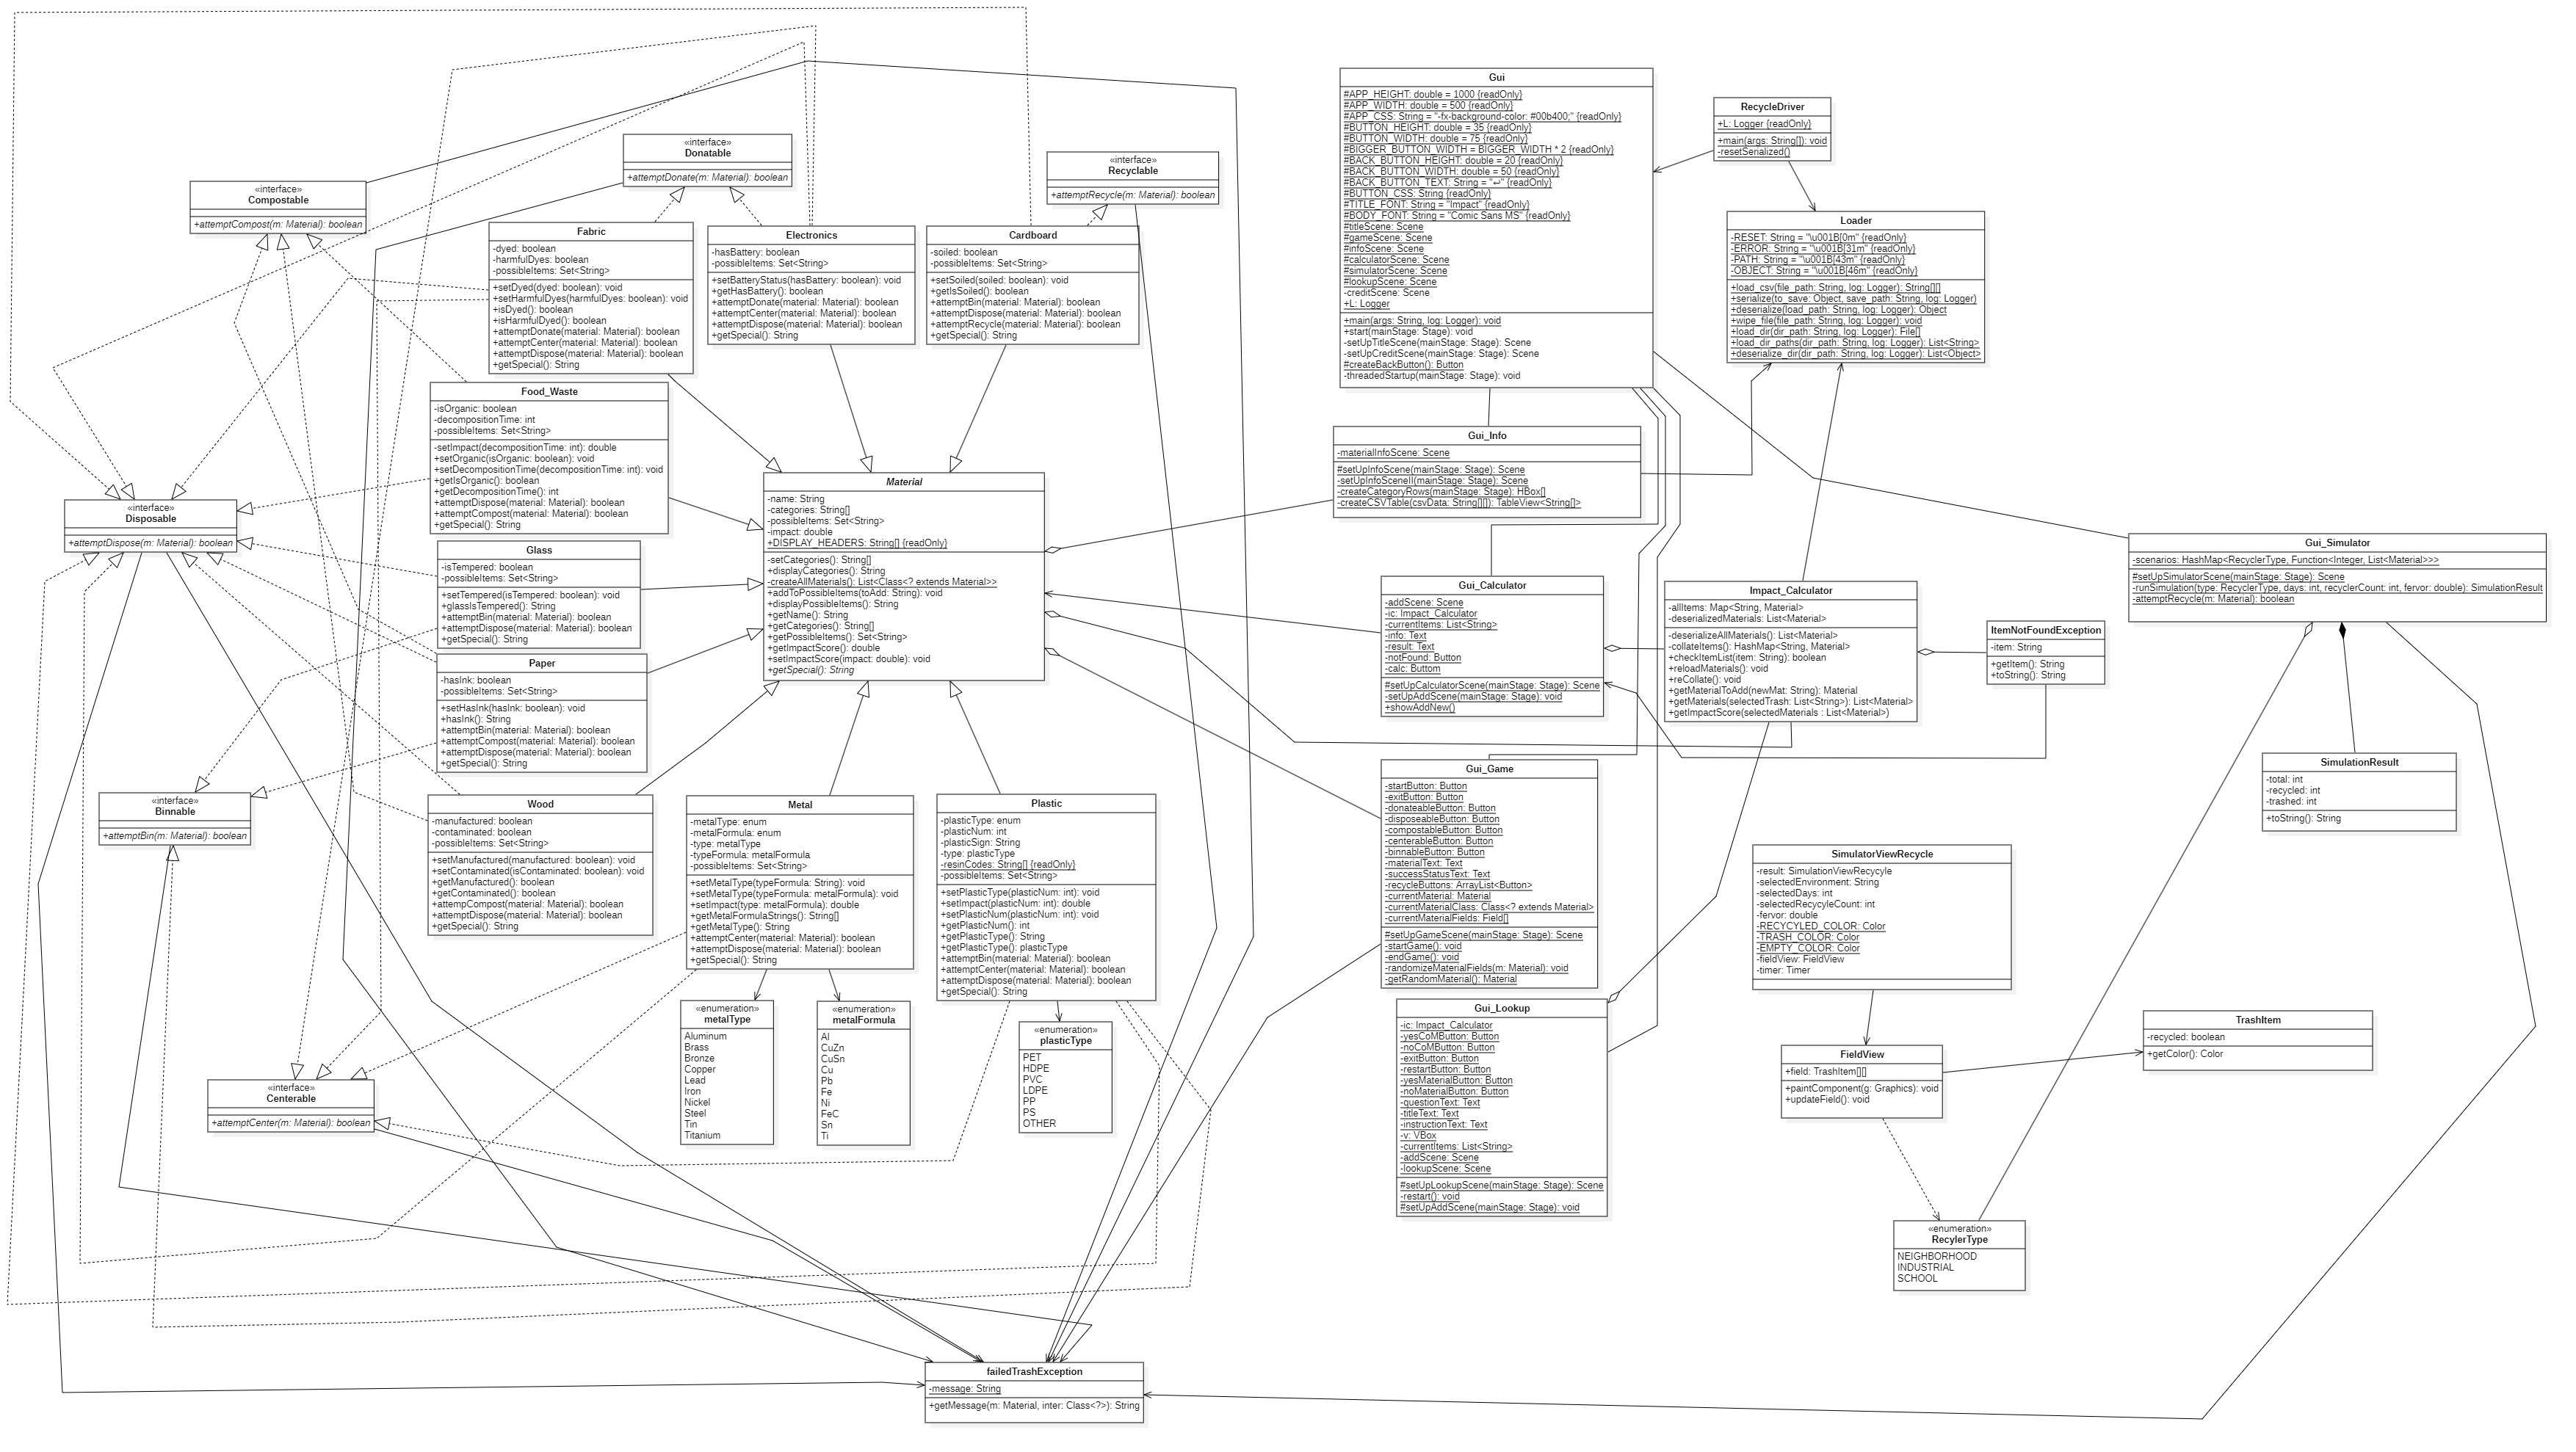 Gui
#APP_HEIGHT: double = 1000 {readOnly}
#APP_WIDTH: double = 500 {readOnly}
#APP_CSS: String = "-fx-background-color: #00b400;" {readOnly}
#BUTTON_HEIGHT: double = 35 {readOnly}
#BUTTON_WIDTH: double = 75 {readOnly}
#BIGGER_BUTTON_WIDTH = BIGGER_WIDTH * 2 {readOnly}
#BACK_BUTTON_HEIGHT: double = 20 {readOnly}
#BACK_BUTTON_WIDTH: double = 50 {readOnly}
#BACK_BUTTON_TEXT: String = "↩" {readOnly}
#BUTTON_CSS: String {readOnly}
#TITLE_FONT: String = "Impact" {readOnly}
#BODY_FONT: String = "Comic Sans MS" {readOnly}
#titleScene: Scene
#gameScene: Scene
#infoScene: Scene
#calculatorScene: Scene
#simulatorScene: Scene
#lookupScene: Scene
-creditScene: Scene
+L: Logger
+main(args: String, log: Logger): void
+start(mainStage: Stage): void
-setUpTitleScene(mainStage: Stage): Scene
-setUpCreditScene(mainStage: Stage): Scene
#createBackButton(): Button
-threadedStartup(mainStage: Stage): void
RecycleDriver
+L: Logger {readOnly}
+main(args: String[]): void
-resetSerialized()
«interface»
Donatable
+attemptDonate(m: Material): boolean
«interface»
Recyclable
+attemptRecycle(m: Material): boolean
«interface»
Compostable
+attemptCompost(m: Material): boolean
Loader
-RESET: String = "\u001B[0m" {readOnly}
-ERROR: String = "\u001B[31m" {readOnly}
-PATH: String = "\u001B[43m" {readOnly}
-OBJECT: String = "\u001B[46m" {readOnly}
+load_csv(file_path: String, log: Logger): String[][]
+serialize(to_save: Object, save_path: String, log: Logger)
+deserialize(load_path: String, log: Logger): Object
+wipe_file(file_path: String, log: Logger): void
+load_dir(dir_path: String, log: Logger): File[]
+load_dir_paths(dir_path: String, log: Logger): List<String>
+deserialize_dir(dir_path: String, log: Logger): List<Object>
Fabric
-dyed: boolean
-harmfulDyes: boolean
-possibleItems: Set<String>
+setDyed(dyed: boolean): void
+setHarmfulDyes(harmfulDyes: boolean): void
+isDyed(): boolean
+isHarmfulDyed(): boolean
+attemptDonate(material: Material): boolean
+attemptCenter(material: Material): boolean
+attemptDispose(material: Material): boolean
+getSpecial(): String
Electronics
-hasBattery: boolean
-possibleItems: Set<String>
+setBatteryStatus(hasBattery: boolean): void
+getHasBattery(): boolean
+attemptDonate(material: Material): boolean
+attemptCenter(material: Material): boolean
+attemptDispose(material: Material): boolean
+getSpecial(): String
Cardboard
-soiled: boolean
-possibleItems: Set<String>
+setSoiled(soiled: boolean): void
+getIsSoiled(): boolean
+attemptBin(material: Material): boolean
+attemptDispose(material: Material): boolean
+attemptRecycle(material: Material): boolean
+getSpecial(): String
Food_Waste
-isOrganic: boolean
-decompositionTime: int
-possibleItems: Set<String>
-setImpact(decompositionTime: int): double
+setOrganic(isOrganic: boolean): void
+setDecompositionTime(decompositionTime: int): void
+getIsOrganic(): boolean
+getDecompositionTime(): int
+attemptDispose(material: Material): boolean
+attemptCompost(material: Material): boolean
+getSpecial(): String
Gui_Info
-materialInfoScene: Scene
#setUpInfoScene(mainStage: Stage): Scene
-setUpInfoSceneII(mainStage: Stage): Scene
-createCategoryRows(mainStage: Stage): HBox[]
-createCSVTable(csvData: String[][]): TableView<String[]>
Material
-name: String
-categories: String[]
-possibleItems: Set<String>
-impact: double
+DISPLAY_HEADERS: String[] {readOnly}
-setCategories(): String[]
+displayCategories(): String
-createAllMaterials(): List<Class<? extends Material>>
+addToPossibleItems(toAdd: String): void
+displayPossibleItems(): String
+getName(): String
+getCategories(): String[]
+getPossibleItems(): Set<String>
+getImpactScore(): double
+setImpactScore(impact: double): void
+getSpecial(): String
«interface»
Disposable
+attemptDispose(m: Material): boolean
Glass
-isTempered: boolean
-possibleItems: Set<String>
+setTempered(isTempered: boolean): void
+glassIsTempered(): String
+attemptBin(material: Material): boolean
+attemptDispose(material: Material): boolean
+getSpecial(): String
Gui_Simulator
-scenarios: HashMap<RecyclerType, Function<Integer, List<Material>>>
#setUpSimulatorScene(mainStage: Stage): Scene
-runSimulation(type: RecyclerType, days: int, recyclerCount: int, fervor: double): SimulationResult
-attemptRecycle(m: Material): boolean
Gui_Calculator
-addScene: Scene
-ic: Impact_Calculator
-currentItems: List<String>
-info: Text
-result: Text
-notFound: Button
-calc: Buttom
#setUpCalculatorScene(mainStage: Stage): Scene
-setUpAddScene(mainStage: Stage): void
+showAddNew()
Impact_Calculator
-allItems: Map<String, Material>
-deserializedMaterials: List<Material>
-deserializeAllMaterials(): List<Material>
-collateItems(): HashMap<String, Material>
+checkItemList(item: String): boolean
+reloadMaterials(): void
+reCollate(): void
+getMaterialToAdd(newMat: String): Material
+getMaterials(selectedTrash: List<String>): List<Material>
+getImpactScore(selectedMaterials : List<Material>)
ItemNotFoundException
-item: String
+getItem(): String
+toString(): String
Paper
-hasInk: boolean
-possibleItems: Set<String>
+setHasInk(hasInk: boolean): void
+hasInk(): String
+attemptBin(material: Material): boolean
+attemptCompost(material: Material): boolean
+attemptDispose(material: Material): boolean
+getSpecial(): String
SimulationResult
-total: int
-recycled: int
-trashed: int
+toString(): String
Gui_Game
-startButton: Button
-exitButton: Button
-donateableButton: Button
-disposeableButton: Button
-compostableButton: Button
-centerableButton: Button
-binnableButton: Button
-materialText: Text
-successStatusText: Text
-recycleButtons: ArrayList<Button>
-currentMaterial: Material
-currentMaterialClass: Class<? extends Material>
-currentMaterialFields: Field[]
#setUpGameScene(mainStage: Stage): Scene
-startGame(): void
-endGame(): void
-randomizeMaterialFields(m: Material): void
-getRandomMaterial(): Material
«interface»
Binnable
+attemptBin(m: Material): boolean
Wood
-manufactured: boolean
-contaminated: boolean
-possibleItems: Set<String>
+setManufactured(manufactured: boolean): void
+setContaminated(isContaminated: boolean): void
+getManufactured(): boolean
+getContaminated(): boolean
+attempCompost(material: Material): boolean
+attemptDispose(material: Material): boolean
+getSpecial(): String
Metal
-metalType: enum
-metalFormula: enum
-type: metalType
-typeFormula: metalFormula
-possibleItems: Set<String>
+setMetalType(typeFormula: String): void
+setMetalType(typeFormula: metalFormula): void
+setImpact(type: metalFormula): double
+getMetalFormulaStrings(): String[]
+getMetalType(): String
+attemptCenter(material: Material): boolean
+attemptDispose(material: Material): boolean
+getSpecial(): String
Plastic
-plasticType: enum
-plasticNum: int
-plasticSign: String
-type: plasticType
-resinCodes: String[] {readOnly}
-possibleItems: Set<String>
+setPlasticType(plasticNum: int): void
+setImpact(plasticNum: int): double
+setPlasticNum(plasticNum: int): void
+getPlasticNum(): int
+getPlasticType(): String
+getPlasticType(): plasticType
+attemptBin(material: Material): boolean
+attemptCenter(material: Material): boolean
+attemptDispose(material: Material): boolean
+getSpecial(): String
SimulatorViewRecycle
-result: SimulationViewRecycyle
-selectedEnvironment: String
-selectedDays: int
-selectedRecycyleCount: int
-fervor: double
-RECYCYLED_COLOR: Color
-TRASH_COLOR: Color
-EMPTY_COLOR: Color
-fieldView: FieldView
-timer: Timer
«enumeration»
metalType
Aluminum
Brass
Bronze
Copper
Lead
Iron
Nickel
Steel
Tin
Titanium
«enumeration»
metalFormula
Al
CuZn
CuSn
Cu
Pb
Fe
Ni
FeC
Sn
Ti
«enumeration»
plasticType
PET
HDPE
PVC
LDPE
PP
PS
OTHER
Gui_Lookup
-ic: Impact_Calculator
-yesCoMButton: Button
-noCoMButton: Button
-exitButton: Button
-restartButton: Button
-yesMaterialButton: Button
-noMaterialButton: Button
-questionText: Text
-titleText: Text
-instructionText: Text
-v: VBox
-currentItems: List<String>
-addScene: Scene
-lookupScene: Scene
#setUpLookupScene(mainStage: Stage): Scene
-restart(): void
#setUpAddScene(mainStage: Stage): void
TrashItem
-recycled: boolean
+getColor(): Color
FieldView
+field: TrashItem[][]
+paintComponent(g: Graphics): void
+updateField(): void
«interface»
Centerable
+attemptCenter(m: Material): boolean
«enumeration»
RecylerType
NEIGHBORHOOD
INDUSTRIAL
SCHOOL
failedTrashException
-message: String
+getMessage(m: Material, inter: Class<?>): String